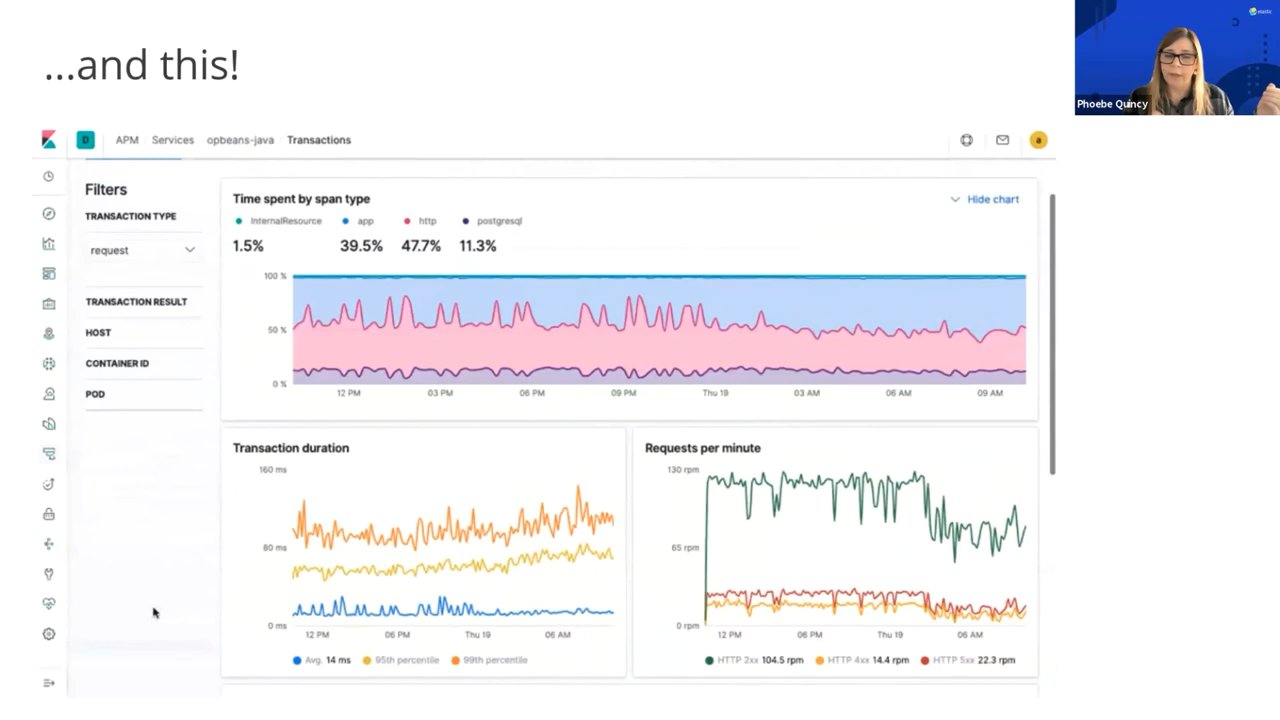 ...and this!
elastic
Phoebe Quincy
D APM Services opbeans-java Transactions a
Filters
TRANSACTION TYPE
request
TRANSACTION RESULT
HOST
CONTAINER ID
POD
Time spent by span type
Hide chart
InternalResource app http postgresql
1.5% 39.5% 47.7% 11.3%
100 %
50 %
0 %
12 PM 03 PM 06 PM 09 PM Thu 19 03 AM 06 AM 09 AM
Transaction duration
160 ms
80 ms
0 ms
12 PM 06 PM Thu 19 06 AM
Avg. 14 ms 95th percentile 99th percentile
Requests per minute
130 rpm
65 rpm
0 rpm
12 PM 06 PM Thu 19 06 AM
HTTP 2xx 104.5 rpm HTTP 4xx 14.4 rpm HTTP 5xx 22.3 rpm